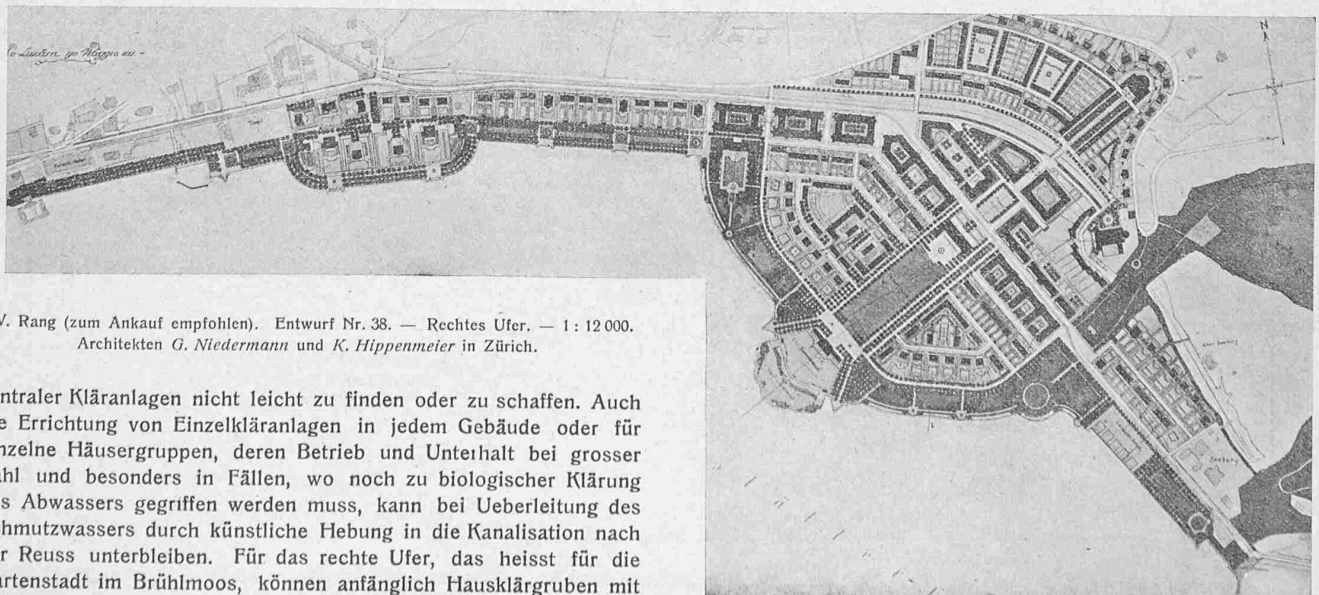 Seeburg
V. Rang (zum Ankauf empfohlen). Entwurf Nr. 38. — Rechtes Ufer. — 1 : 12 000.
Architekten G. Niedermann und K. Hippenmeier in Zürich.
ntraler Kläranlagen nicht leicht zu finden oder zu schaffen. Auch
e Errichtung von Einzelkläranlagen in jedem Gebäude oder für
nzelne Häusergruppen, deren Betrieb und Unterhalt bei grosser
hl und besonders in Fällen, wo noch zu biologischer Klärung
s Abwassers gegriffen werden muss, kann bei Ueberleitung des
hmutzwassers durch künstliche Hebung in die Kanalisation nach
r Reuss unterbleiben. Für das rechte Ufer, das heisst für die
artenstadt im Brühlmoos, können anfänglich Hausklärgruben mit